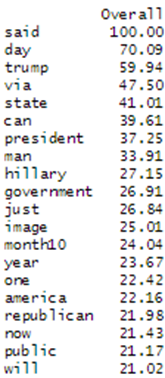 Overall
said 100.00
day 70.09
trump 59.94
via 47.50
state 41.01
can 39.61
president 37.25
man 33.91
hillary 27.15
government 26.91
just 26.84
image 25.01
month10 24.04
year 23.67
one 22.42
america 22.16
republican 21.98
now 21.43
public 21.17
will 21.02